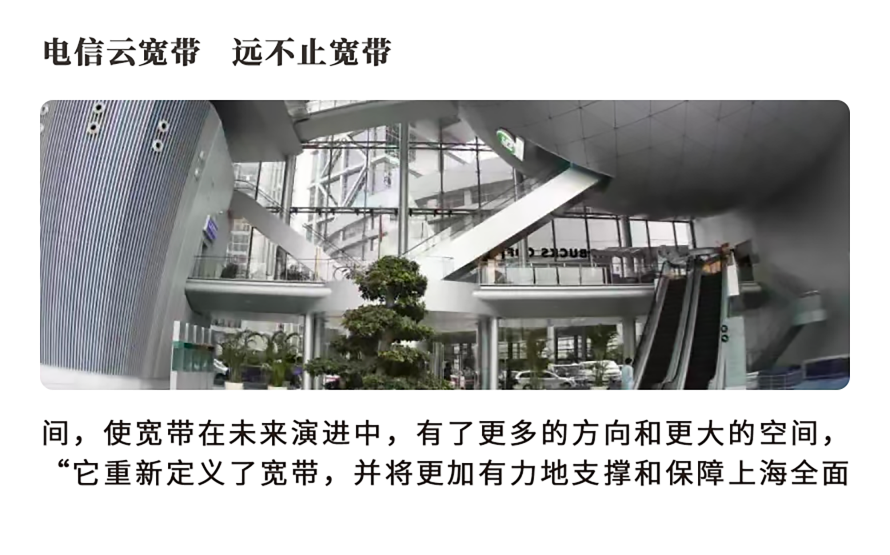 电信云宽带 远不止宽带
BUCKS COF
间，使宽带在未来演进中，有了更多的方向和更大的空间，
“它重新定义了宽带，并将更加有力地支撑和保障上海全面